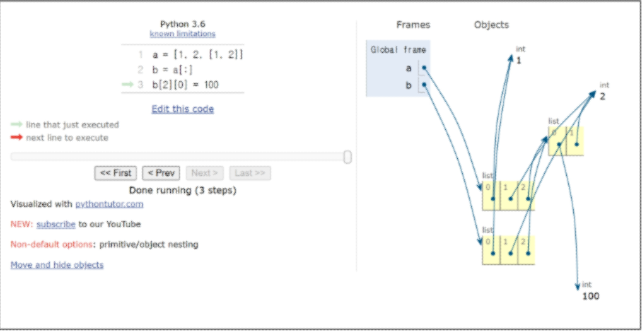 Python 3.6
known limitations
1 a = [1, 2, [1, 2]]
2 b = a[:]
3 b[2][0] = 100
Edit this code
line that just executed
next line to execute
<< First < Prev Next > Last >>
Done running (3 steps)
Visualized with pythontutor.com
NEW: subscribe to our YouTube
Non-default options: primitive/object nesting
Move and hide objects
Frames Objects
Global frame
a
b
int
1
int
2
list
0 1
list
0 1 2
list
0 1 2
int
100